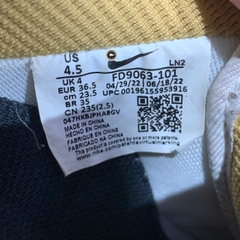 US
4.5
LN2
UK 4
FD9063-101
EUR 36.5
04/29/22 06/18/22
cm 23.5
UPC 00196155953916
BR 35
CN 235(2.5)
047HKBJPHABGV
MADE IN CHINA
HECHO EN CHINA
FABRIQUÉ EN CHINE
FABRICADO NA CHINA